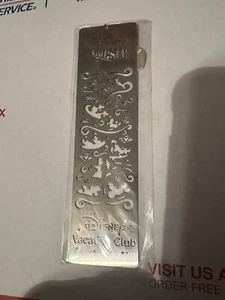 SERVICE.
DISNEY
Vacation Club
VISIT US A
ORDER FREE